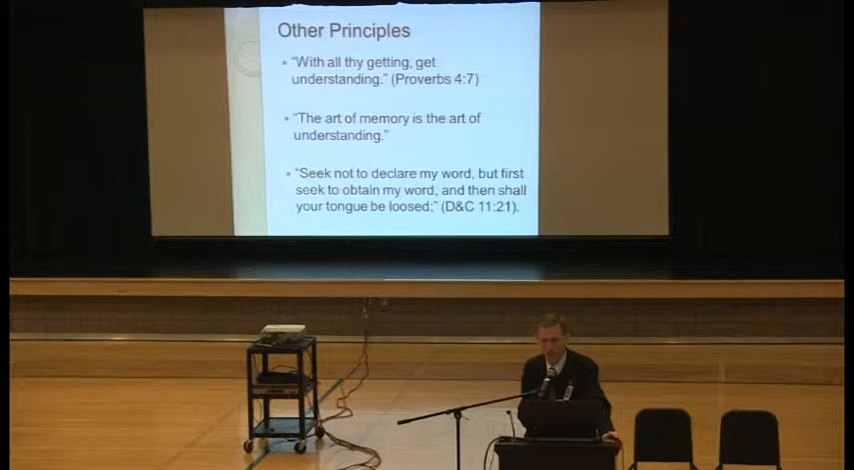 Other Principles
• "With all thy getting, get
understanding." (Proverbs 4:7)
• "The art of memory is the art of
understanding."
• "Seek not to declare my word, but first
seek to obtain my word, and then shall
your tongue be loosed;" (D&C 11:21).